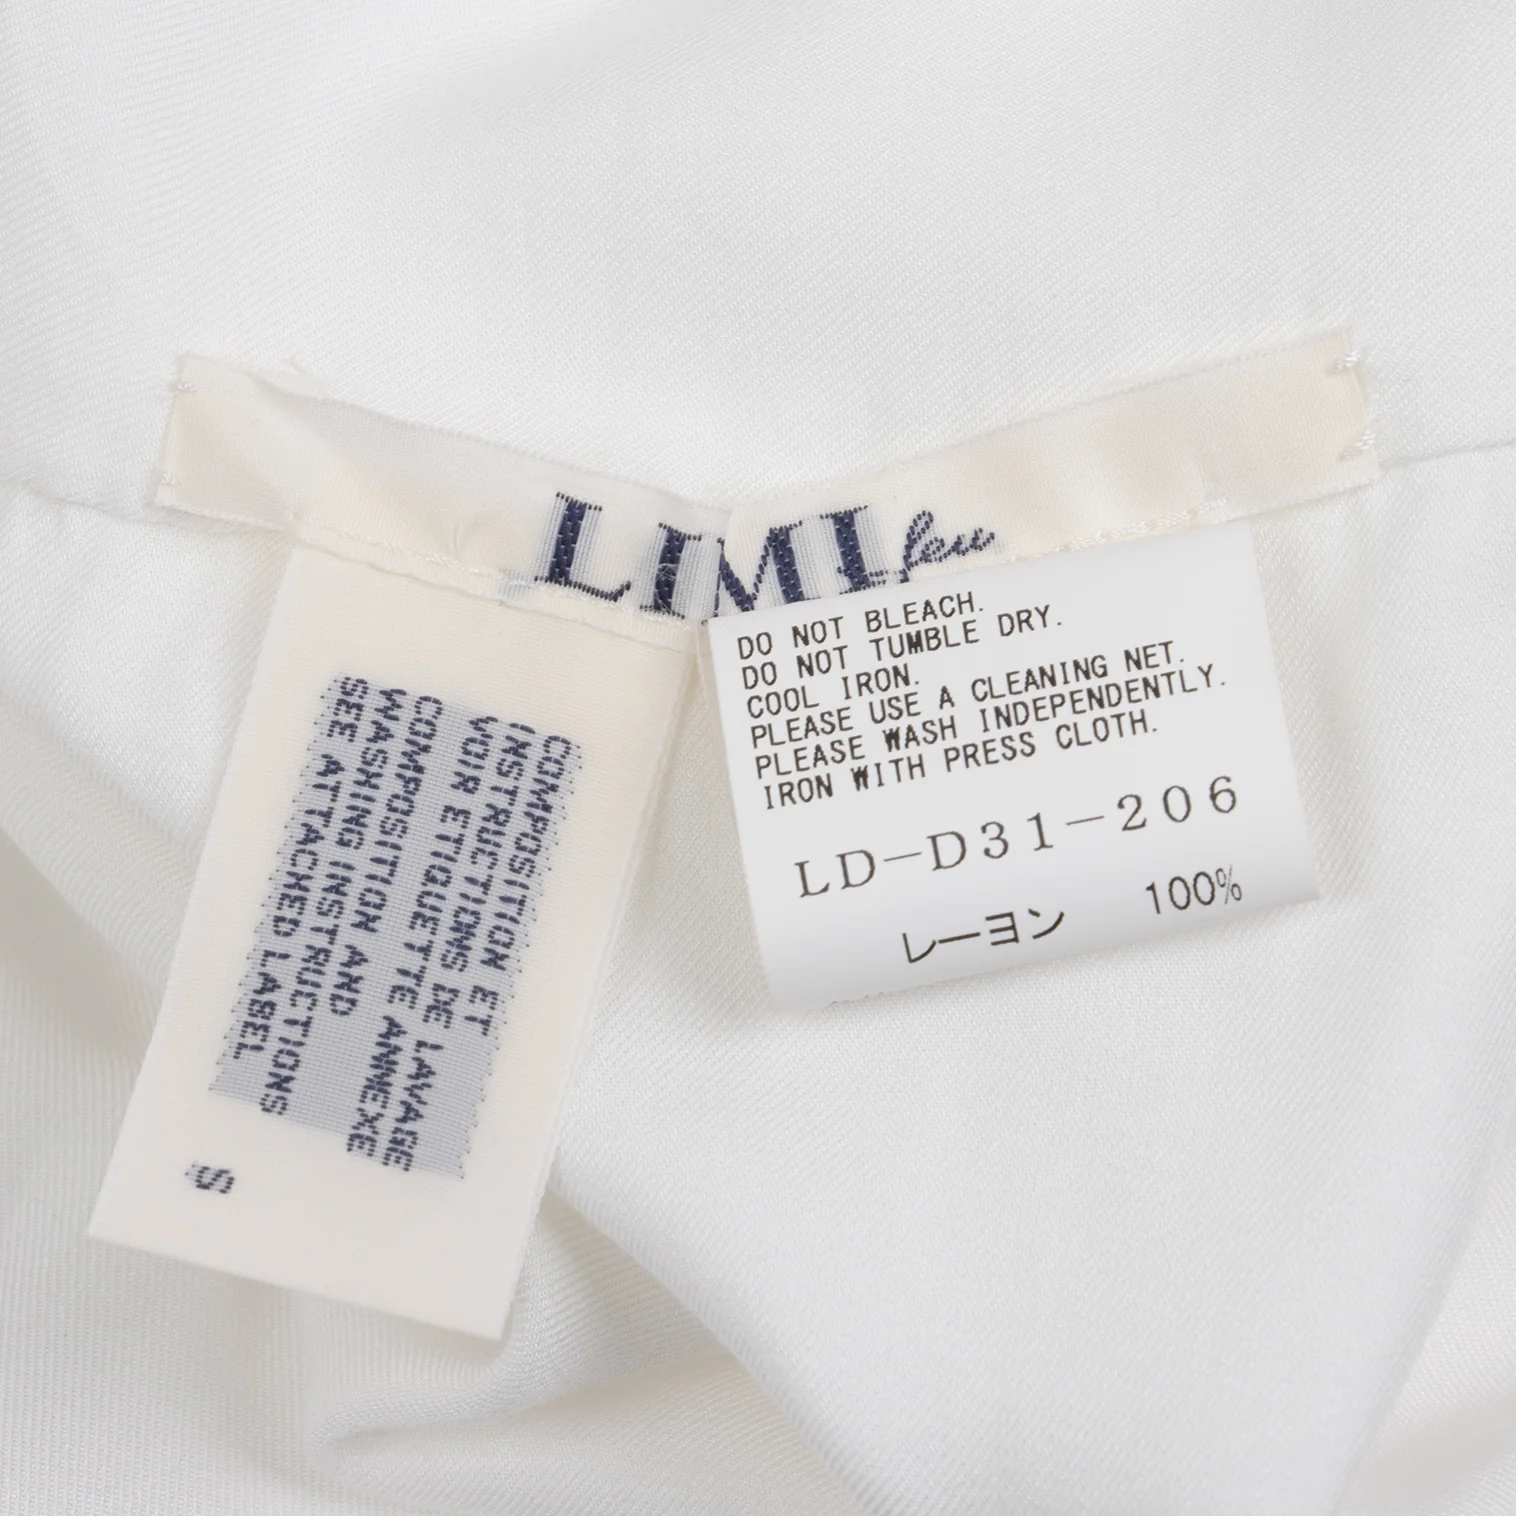 LIMI feu
DO NOT BLEACH.
DO NOT TUMBLE DRY.
COOL IRON.
PLEASE USE A CLEANING NET.
PLEASE WASH INDEPENDENTLY.
IRON WITH PRESS CLOTH.
LD-D31-206
レーヨン 100%
COMPOSITION ET
INSTRUCTIONS DE LAVAGE
VOIR ETIQUETTE ANNEXE
COMPOSITION AND
WASHING INSTRUCTIONS
SEE ATTACHED LABEL
S